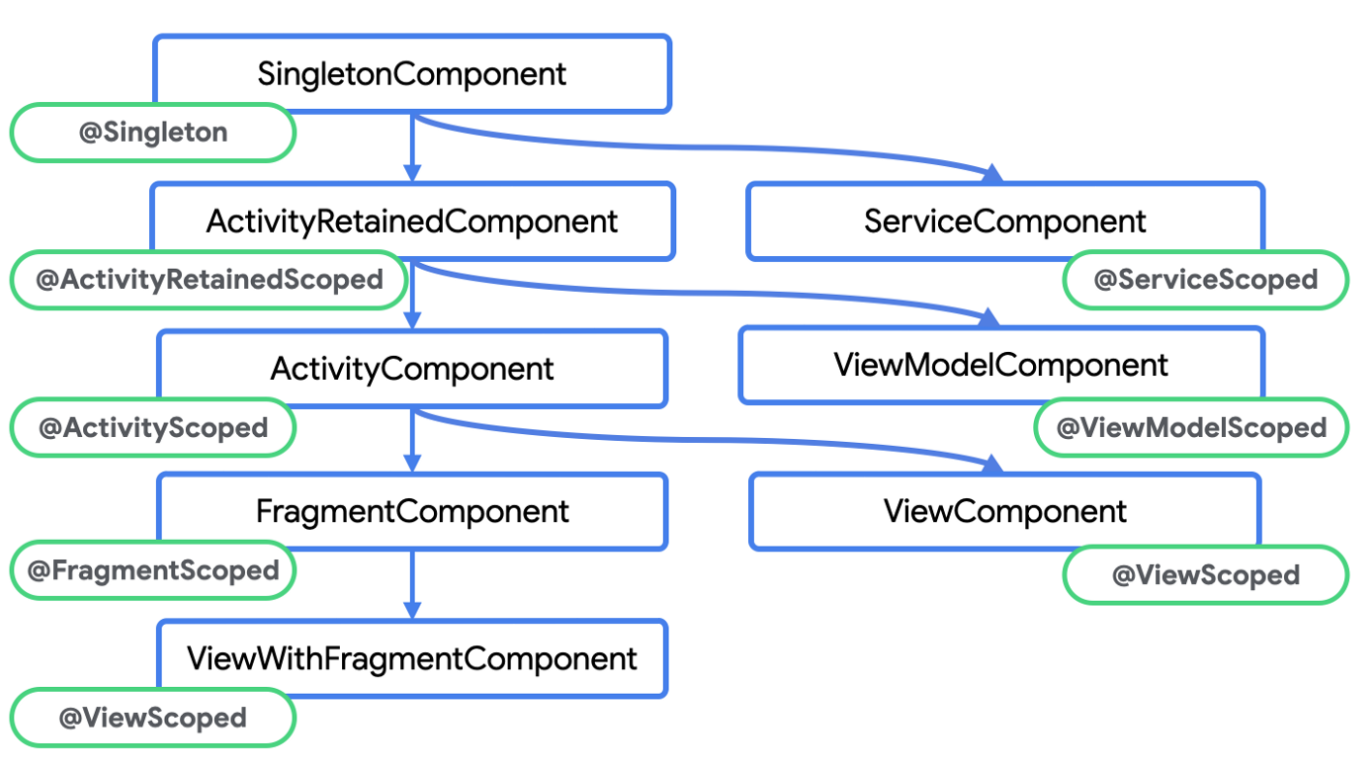 SingletonComponent
@Singleton
ActivityRetainedComponent
ServiceComponent
@ActivityRetainedScoped
@ServiceScoped
ActivityComponent
ViewModelComponent
@ActivityScoped
@ViewModelScoped
FragmentComponent
ViewComponent
@FragmentScoped
@ViewScoped
ViewWithFragmentComponent
@ViewScoped